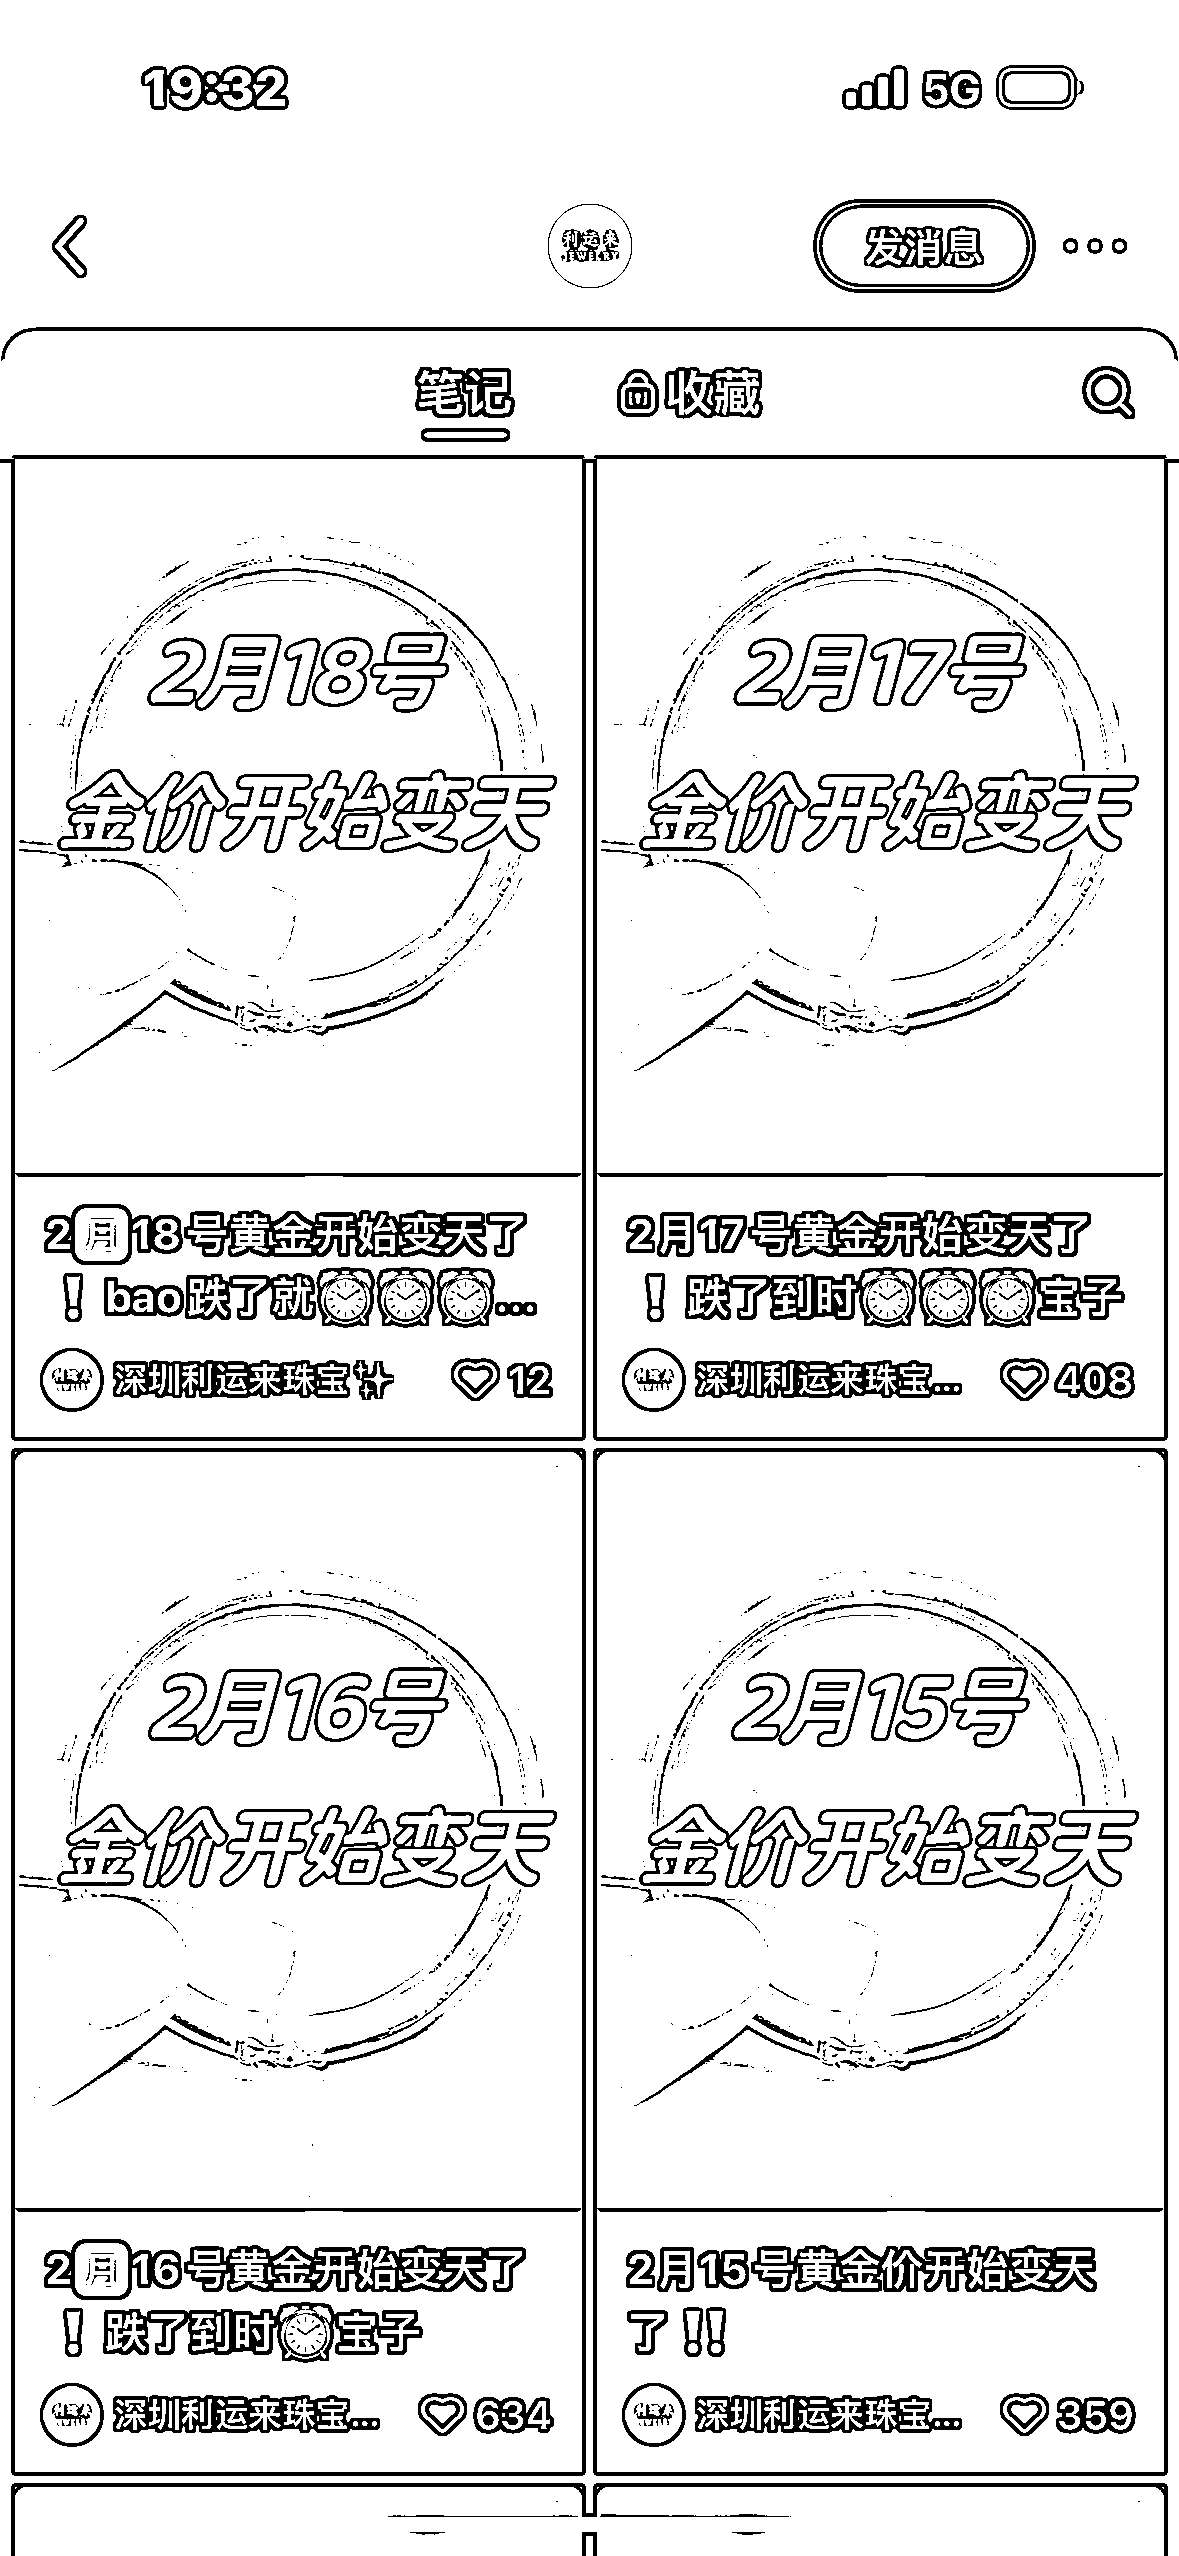 19:32 5G
利运来
JEWELRY
发消息
笔记 收藏
2月18号
金价开始变天
2月18号黄金开始变天了
❗bao跌了就⏰⏰⏰...
深圳利运来珠宝✨ 12
2月17号
金价开始变天
2月17号黄金开始变天了
❗跌了到时⏰⏰⏰宝子
深圳利运来珠宝... 408
2月16号
金价开始变天
2月16号黄金开始变天了
❗跌了到时⏰宝子
深圳利运来珠宝... 634
2月15号
金价开始变天
2月15号黄金价开始变天
了‼️
深圳利运来珠宝... 359